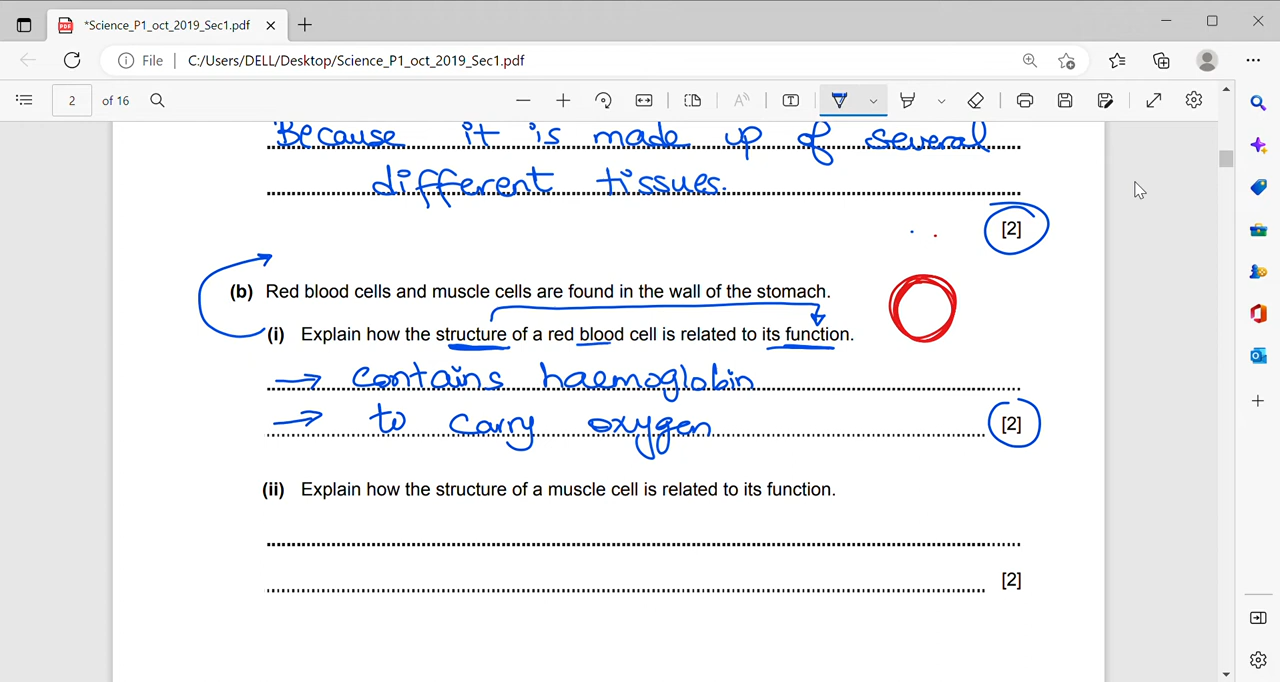 *Science_P1_oct_2019_Sec1.pdf
File C:/Users/DELL/Desktop/Science_P1_oct_2019_Sec1.pdf
2 of 16
Because it is made up of several
different tissues.
[2]
(b) Red blood cells and muscle cells are found in the wall of the stomach.
(i) Explain how the structure of a red blood cell is related to its function.
→ contains haemoglobin
→ to carry oxygen [2]
(ii) Explain how the structure of a muscle cell is related to its function.
[2]